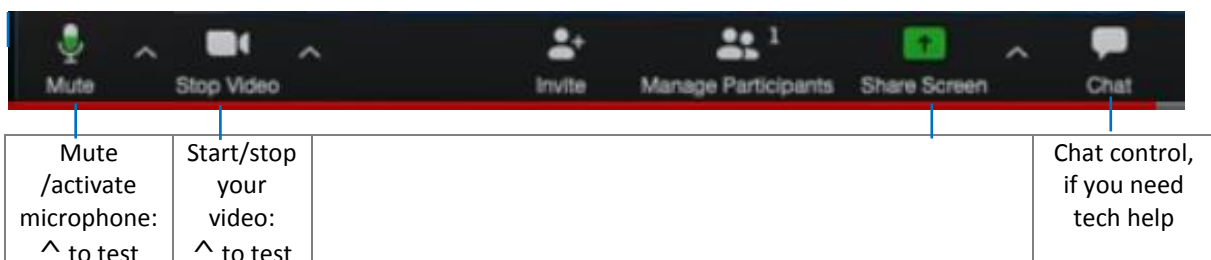 1
Mute Stop Video Invite Manage Participants Share Screen Chat
Mute
/activate
microphone:
^ to test
Start/stop
your
video:
^ to test
Chat control,
if you need
tech help